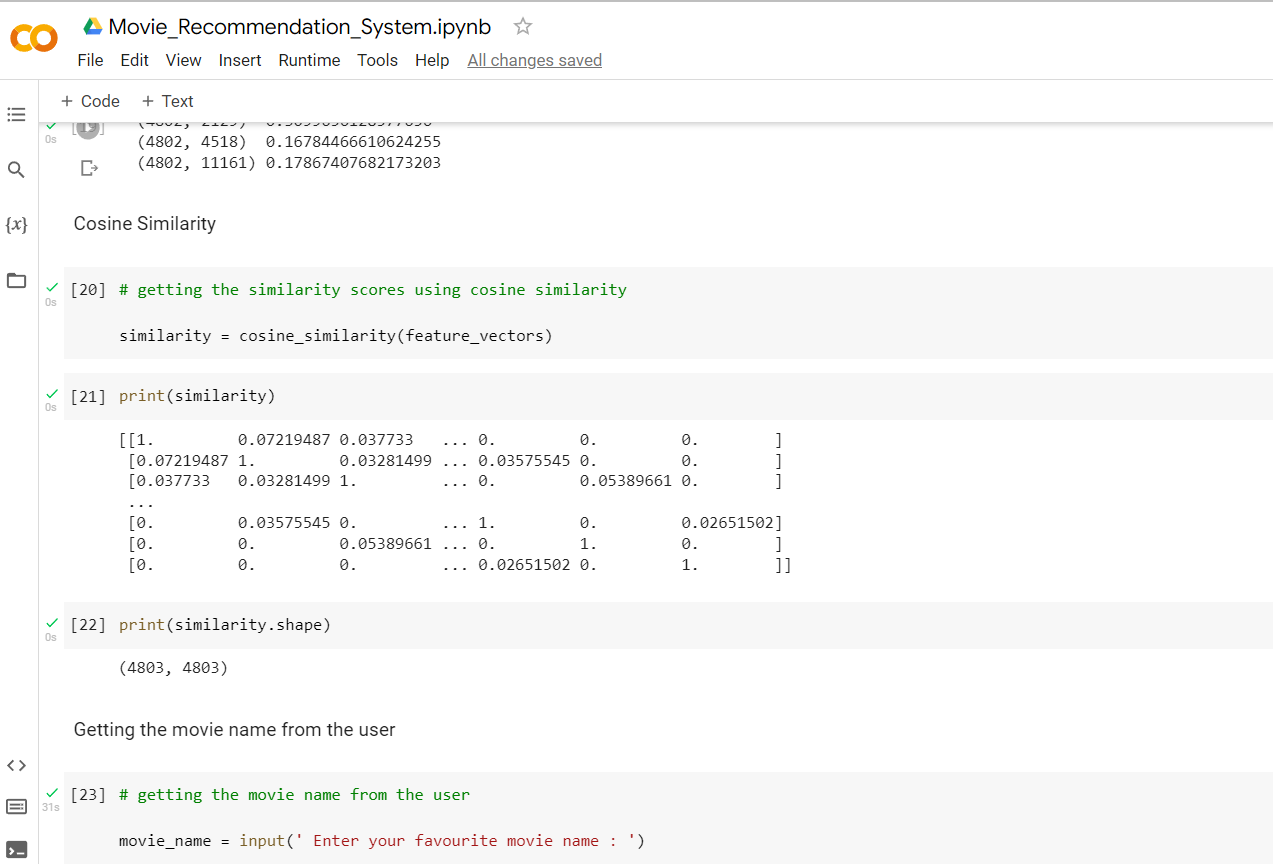 Movie_Recommendation_System.ipynb
File Edit View Insert Runtime Tools Help All changes saved
+ Code + Text
0s [19]
(4802, 4518) 0.16784466610624255
(4802, 11161) 0.17867407682173203
Cosine Similarity
{x}
[20] # getting the similarity scores using cosine similarity
0s
similarity = cosine_similarity(feature_vectors)
[21] print(similarity)
0s
[[1. 0.07219487 0.037733 ... 0. 0. 0. ]
[0.07219487 1. 0.03281499 ... 0.03575545 0. 0. ]
[0.037733 0.03281499 1. ... 0. 0.05389661 0. ]
...
[0. 0.03575545 0. ... 1. 0. 0.02651502]
[0. 0. 0.05389661 ... 0. 1. 0. ]
[0. 0. 0. ... 0.02651502 0. 1. ]]
[22] print(similarity.shape)
0s
(4803, 4803)
Getting the movie name from the user
[23] # getting the movie name from the user
31s
movie_name = input(' Enter your favourite movie name : ')